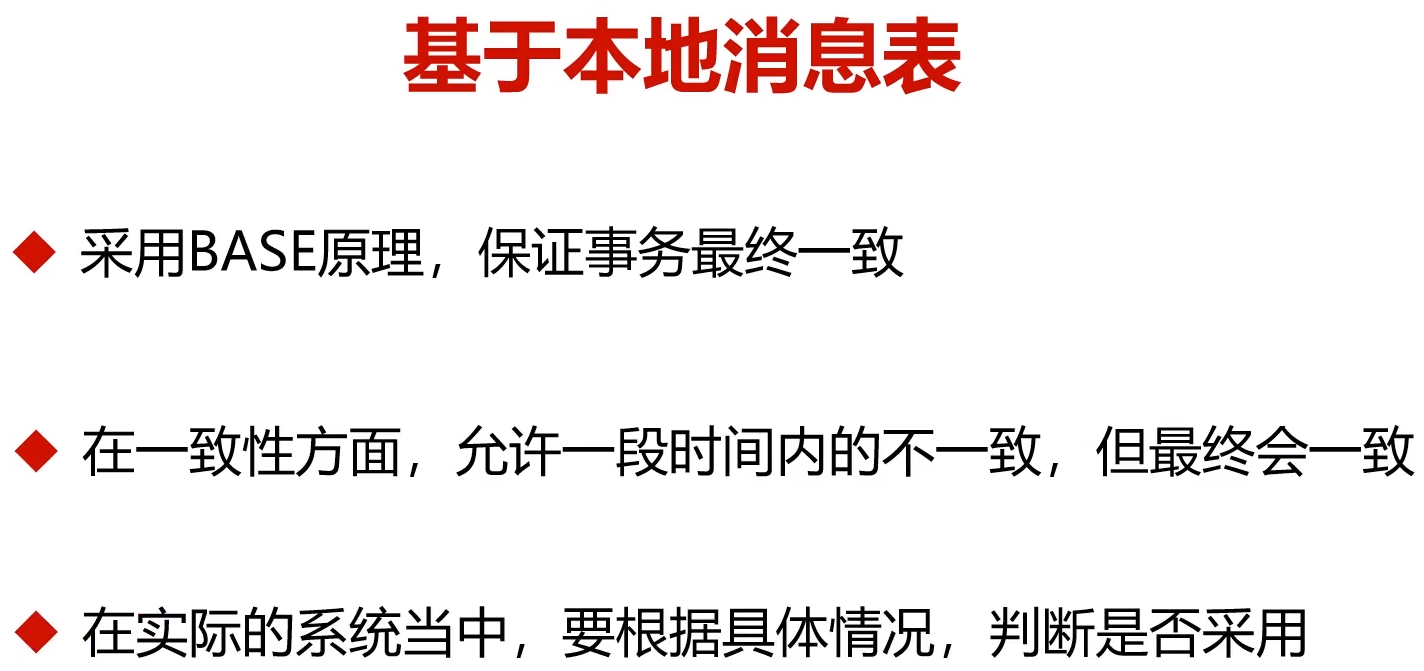 基于本地消息表
采用BASE原理，保证事务最终一致
在一致性方面，允许一段时间内的不一致，但最终会一致
在实际的系统当中，要根据具体情况，判断是否采用